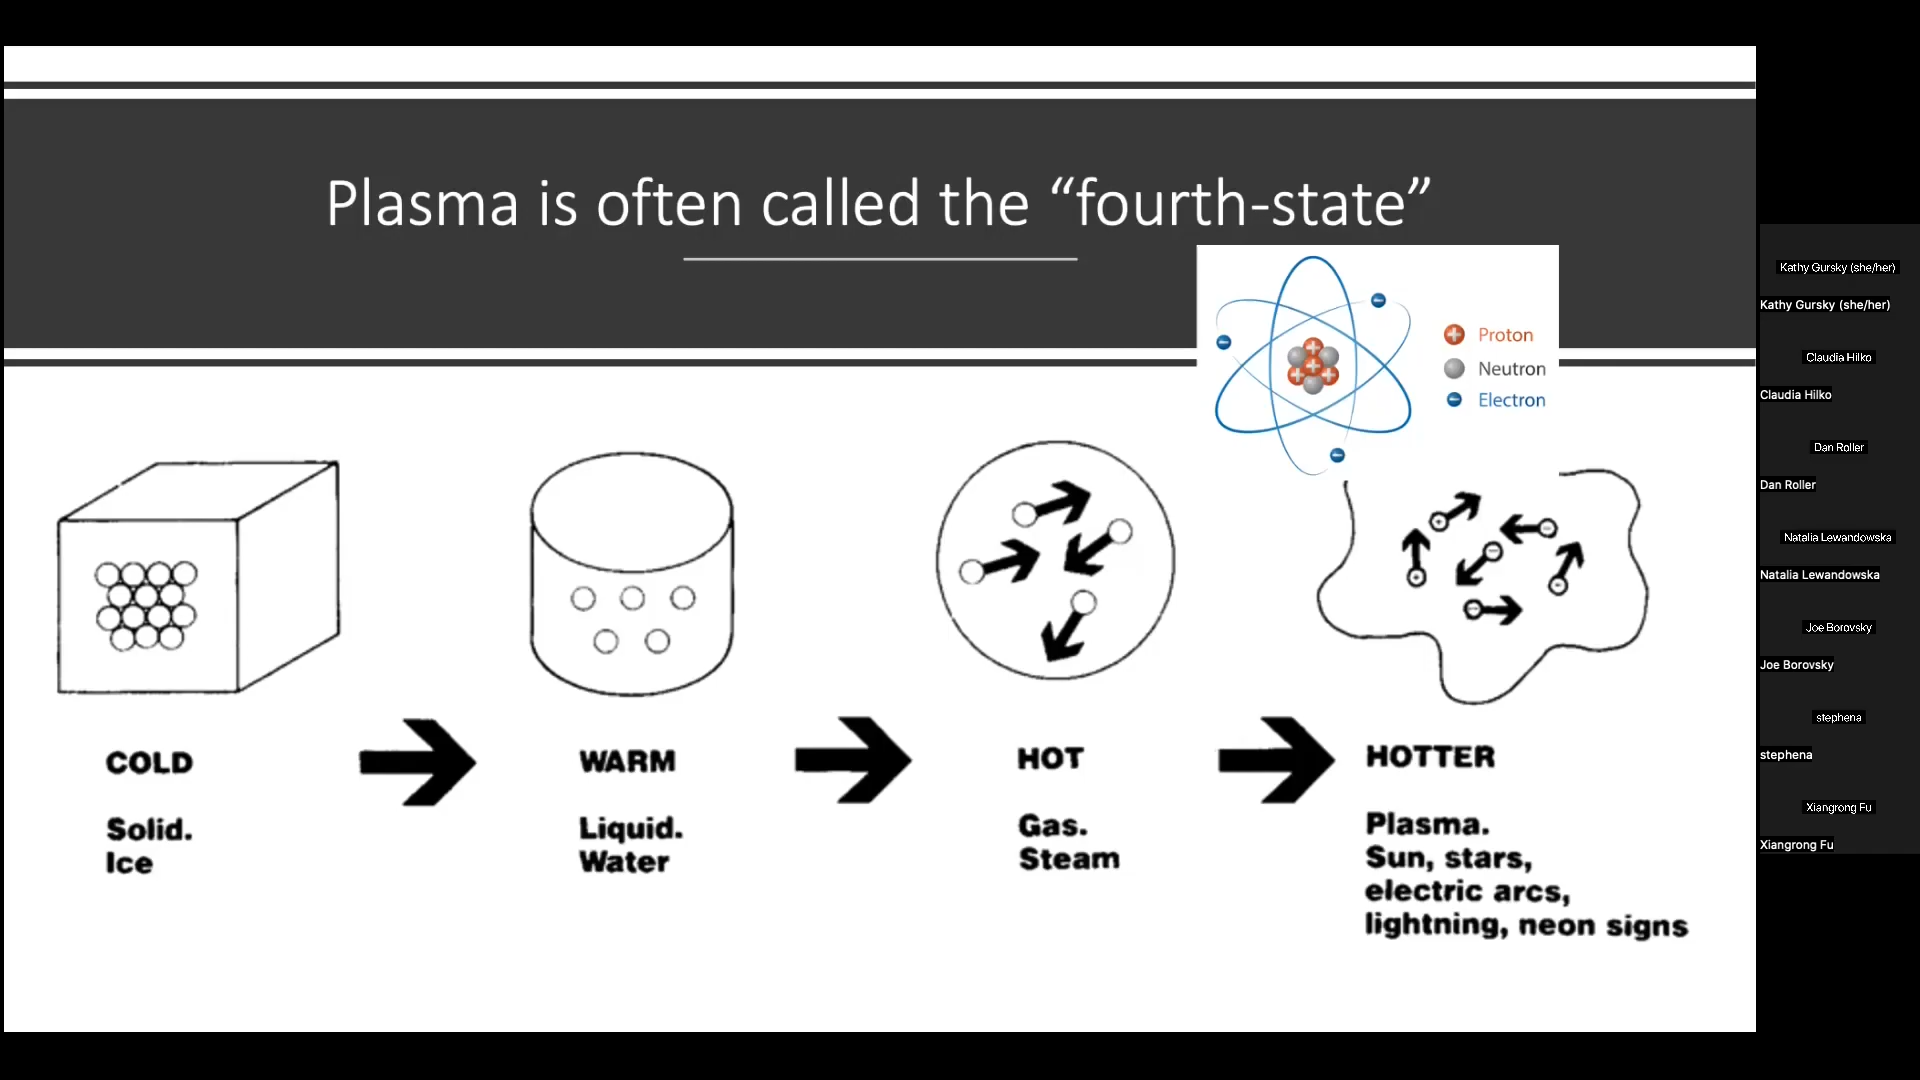 Plasma is often called the “fourth-state”
Proton
Neutron
Electron
COLD
Solid.
Ice
WARM
Liquid.
Water
HOT
Gas.
Steam
HOTTER
Plasma.
Sun, stars,
electric arcs,
lightning, neon signs
Kathy Gursky (she/her)
Kathy Gursky (she/her)
Claudia Hilko
Claudia Hilko
Dan Roller
Dan Roller
Natalia Lewandowska
Natalia Lewandowska
Joe Borovsky
Joe Borovsky
stephena
stephena
Xiangrong Fu
Xiangrong Fu